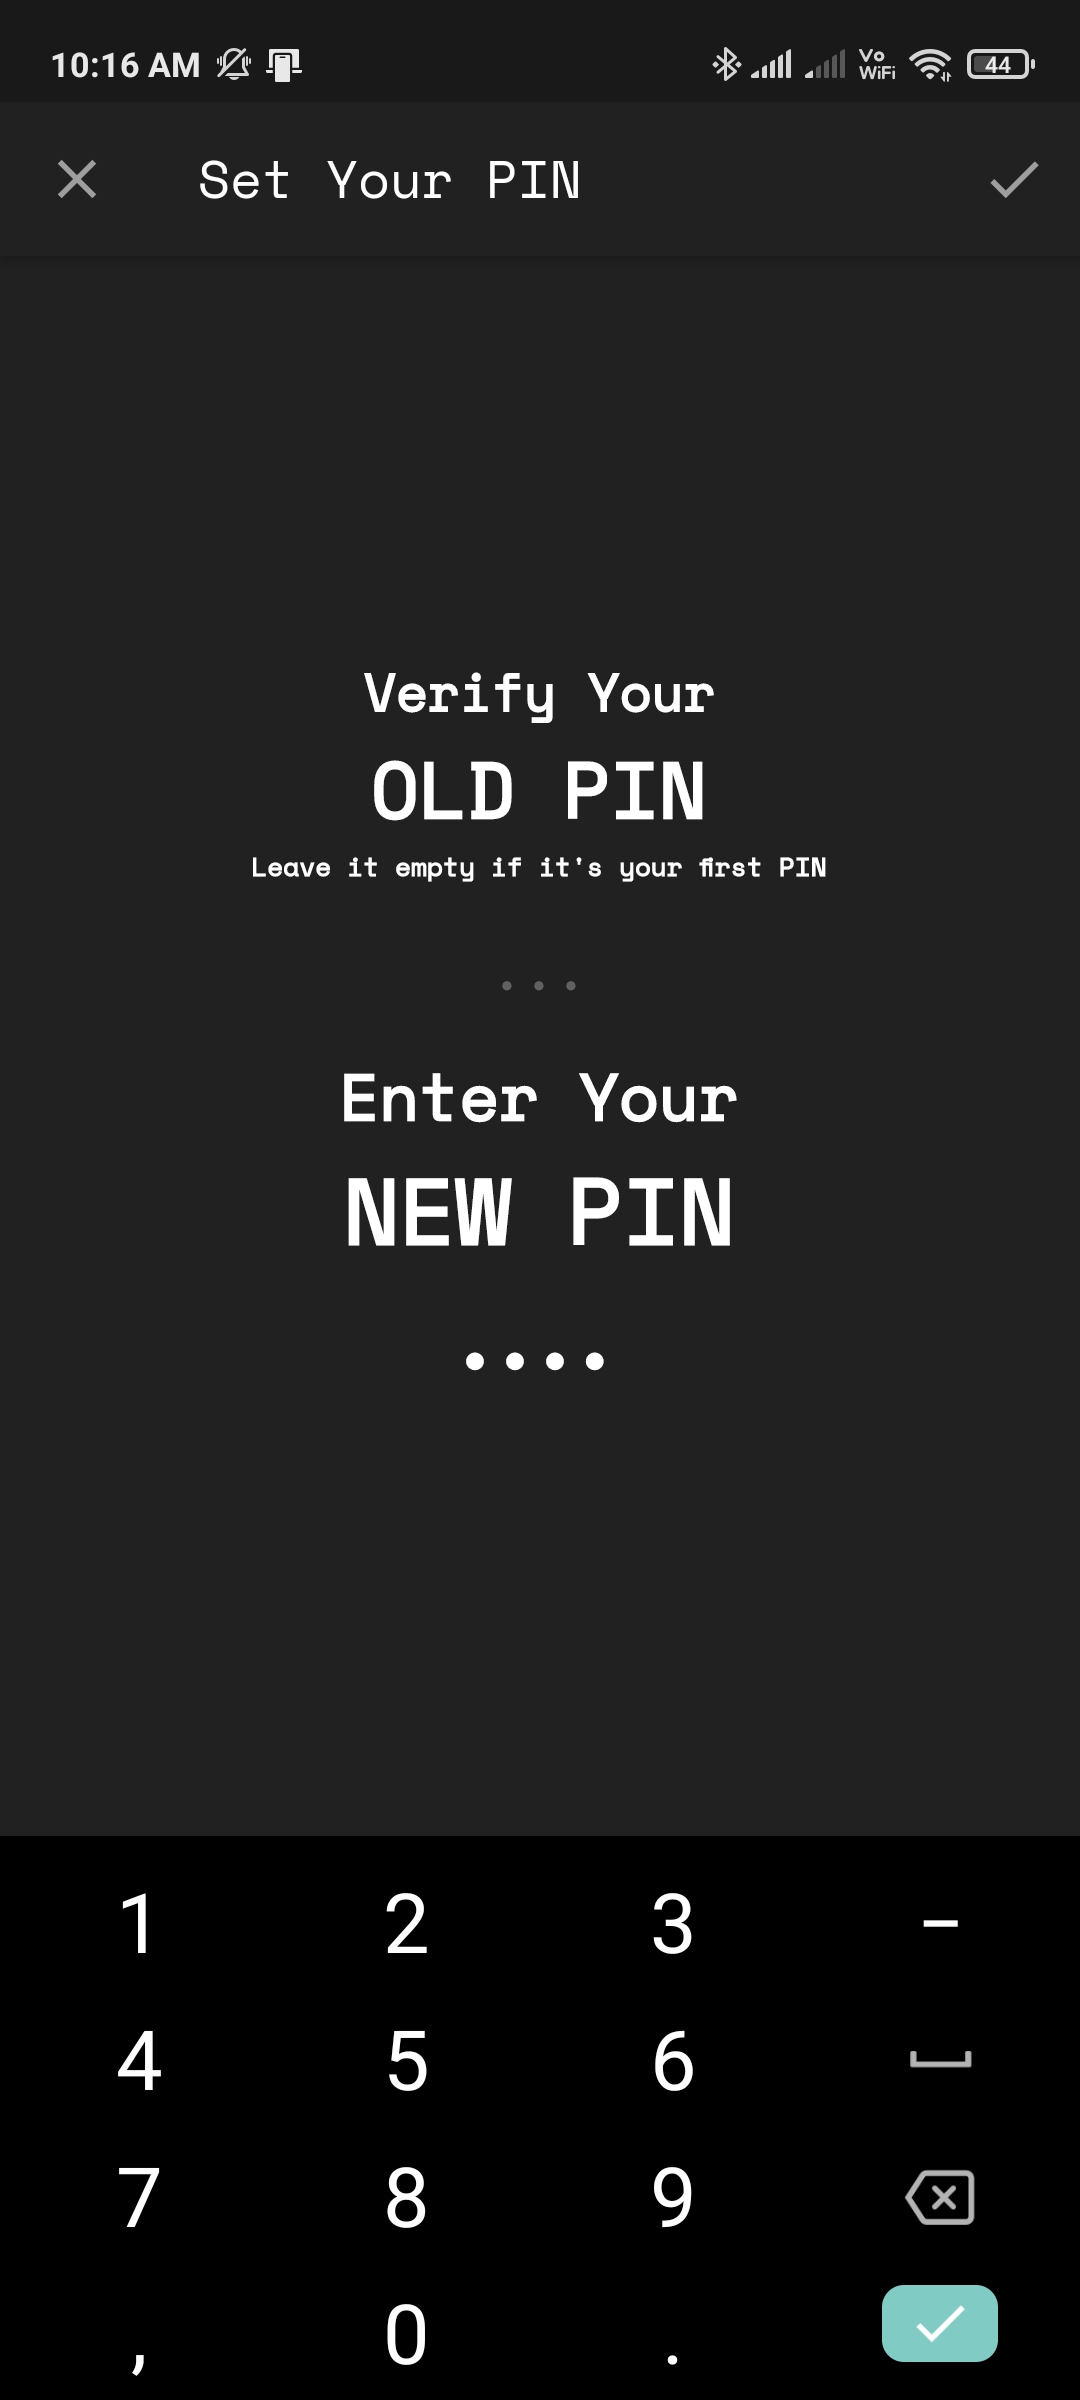 10:16 AM
Vo
WiFi
44
Set Your PIN
Verify Your
OLD PIN
Leave it empty if it's your first PIN
•••
Enter Your
NEW PIN
••••
1 2 3 –
4 5 6
7 8 9
, 0 .